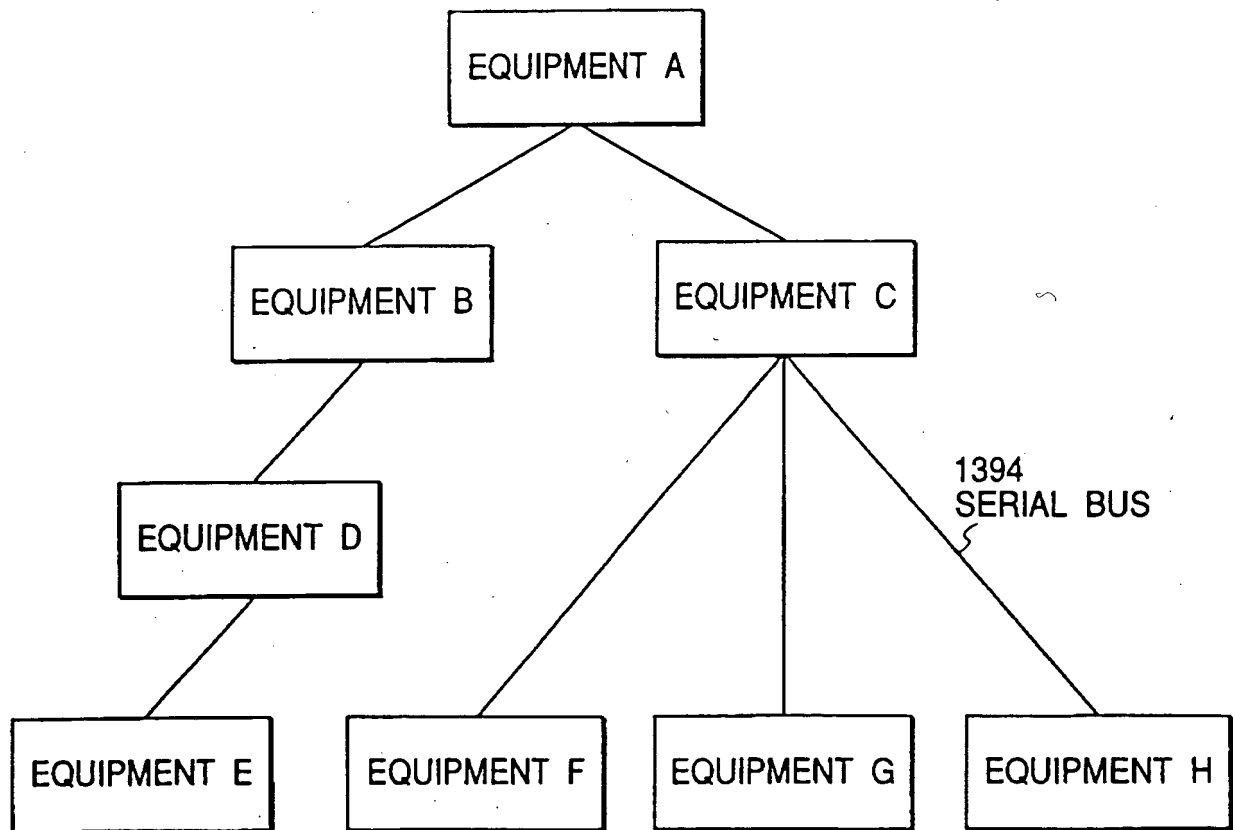 EQUIPMENT A
EQUIPMENT B
EQUIPMENT C
1394
SERIAL BUS
EQUIPMENT D
EQUIPMENT E
EQUIPMENT F
EQUIPMENT G
EQUIPMENT H